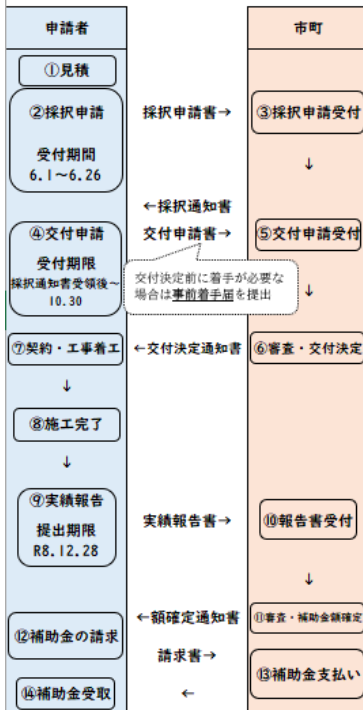 申請者
市町
①見積
②採択申請
受付期間
6.1～6.26
採択申請書→
③採択申請受付
↓
←採択通知書
④交付申請
受付期限
採択通知書受領後～
10.30
交付申請書→
⑤交付申請受付
交付決定前に着手が必要な
場合は事前着手届を提出
↓
⑦契約・工事着工
←交付決定通知書
⑥審査・交付決定
↓
⑧施工完了
↓
⑨実績報告
提出期限
R8.12.28
実績報告書→
⑩報告書受付
↓
←額確定通知書
⑪審査・補助金額確定
⑫補助金の請求
請求書→
⑬補助金支払い
⑭補助金受取
←